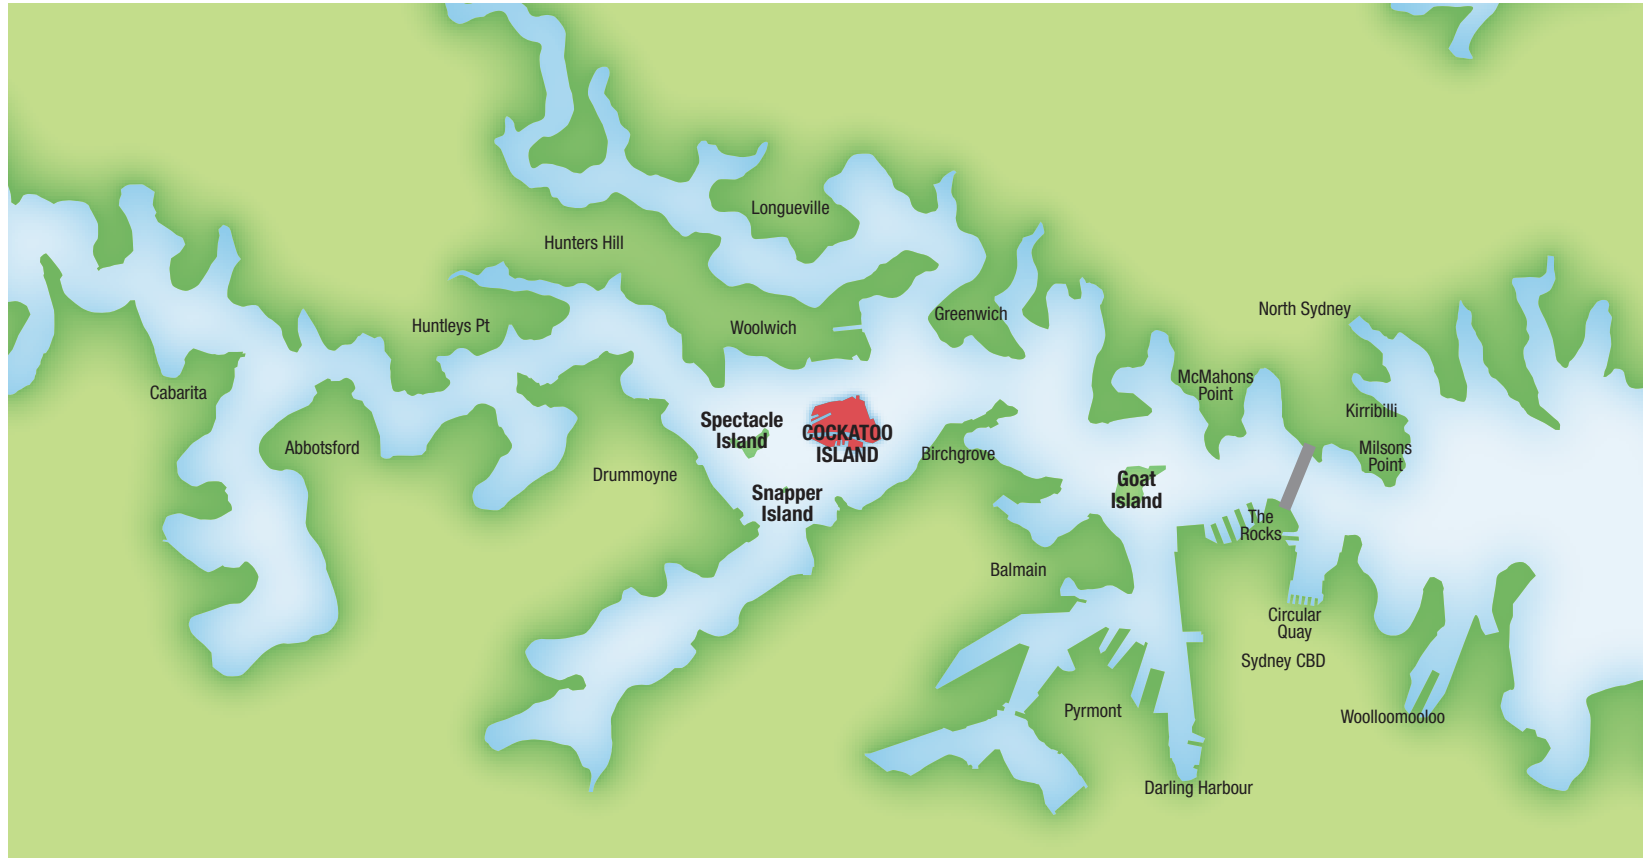 Longueville
Hunters Hill
Huntleys Pt
Woolwich
Greenwich
North Sydney
Cabarita
McMahons
Point
Kirribilli
Abbotsford
Spectacle
Island
COCKATOO
ISLAND
Birchgrove
Milsons
Point
Drummoyne
Snapper
Island
Goat
Island
The
Rocks
Balmain
Circular
Quay
Sydney CBD
Pyrmont
Woolloomooloo
Darling Harbour